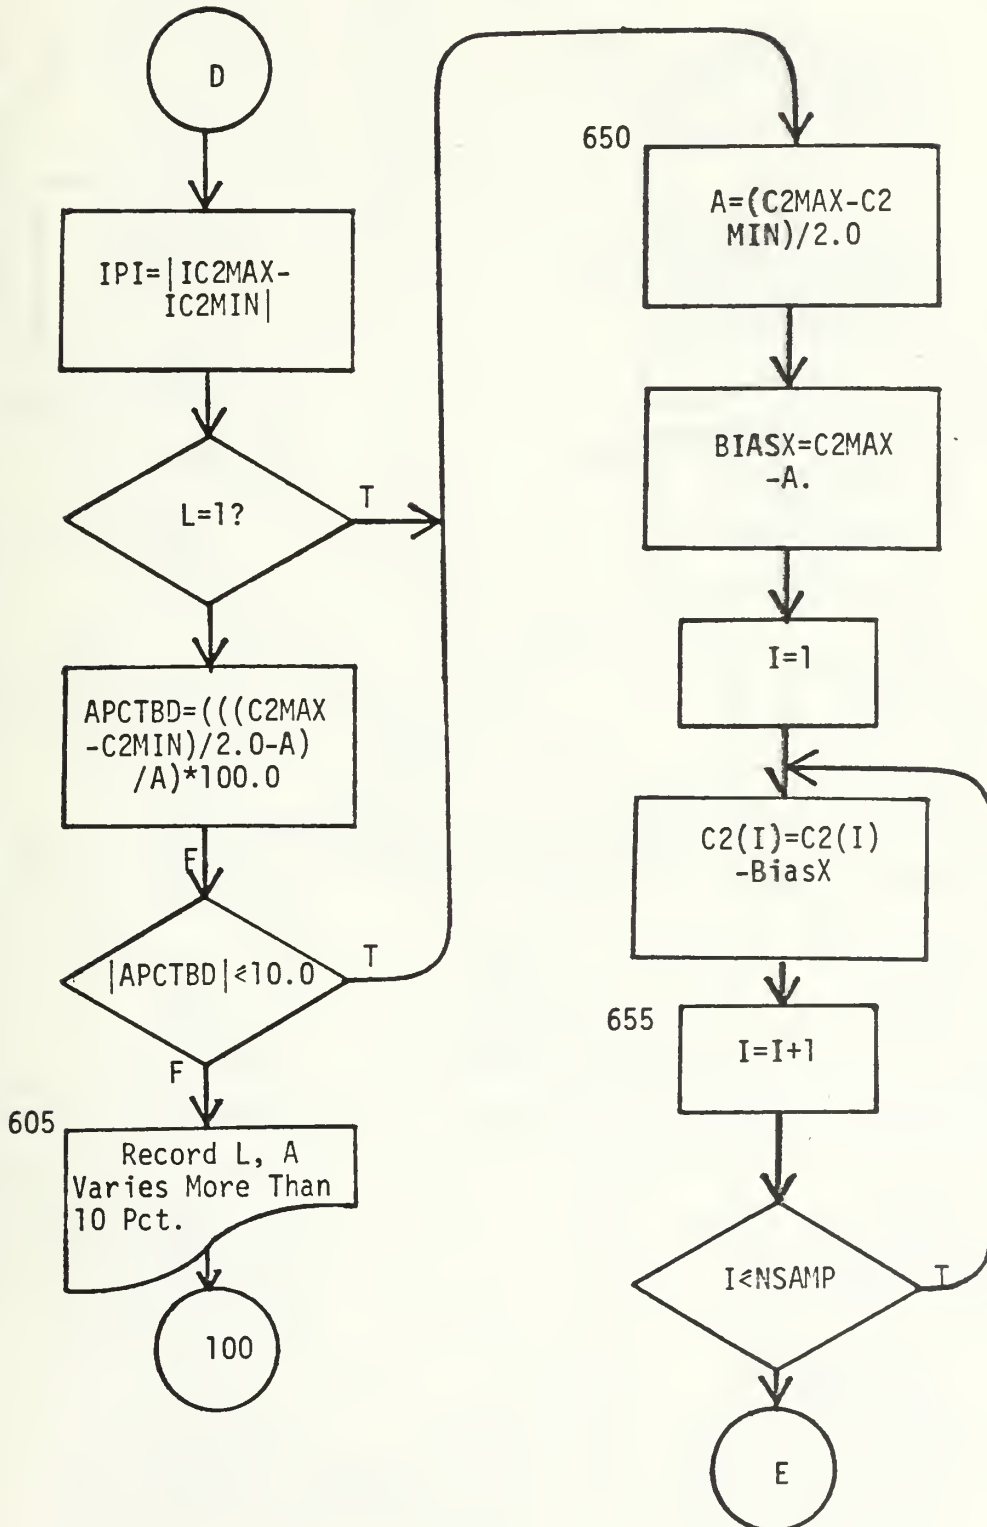 D
IPI=|IC2MAX-
IC2MIN|
L=1?
T
APCTBD=(((C2MAX
-C2MIN)/2.0-A)
/A)*100.0
F
|APCTBD|≤10.0
T
F
605
Record L, A
Varies More Than
10 Pct.
100
650
A=(C2MAX-C2
MIN)/2.0
BIASX=C2MAX
-A.
I=1
C2(I)=C2(I)
-BiasX
655
I=I+1
I≤NSAMP
T
E